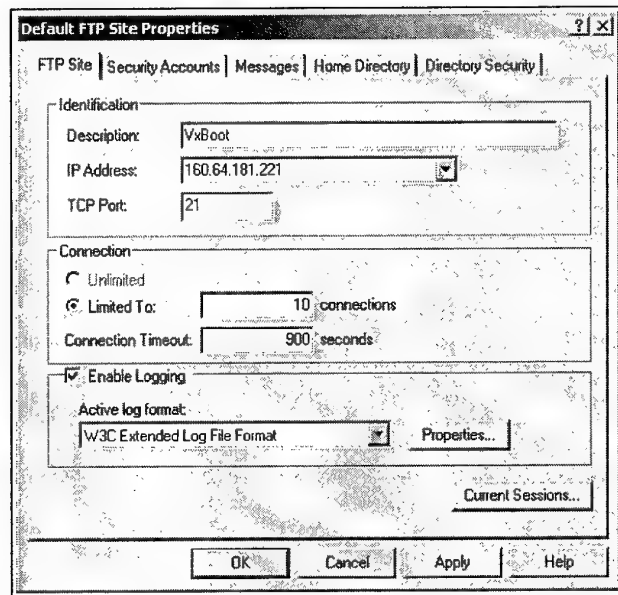 Default FTP Site Properties ? ×
FTP Site Security Accounts Messages Home Directory Directory Security
Identification
Description: VxBoot
IP Address: 160.64.181.221
TCP Port: 21
Connection
Unlimited
Limited To: 10 connections
Connection Timeout: 900 seconds
Enable Logging
Active log format:
W3C Extended Log File Format Properties...
Current Sessions...
OK Cancel Apply Help